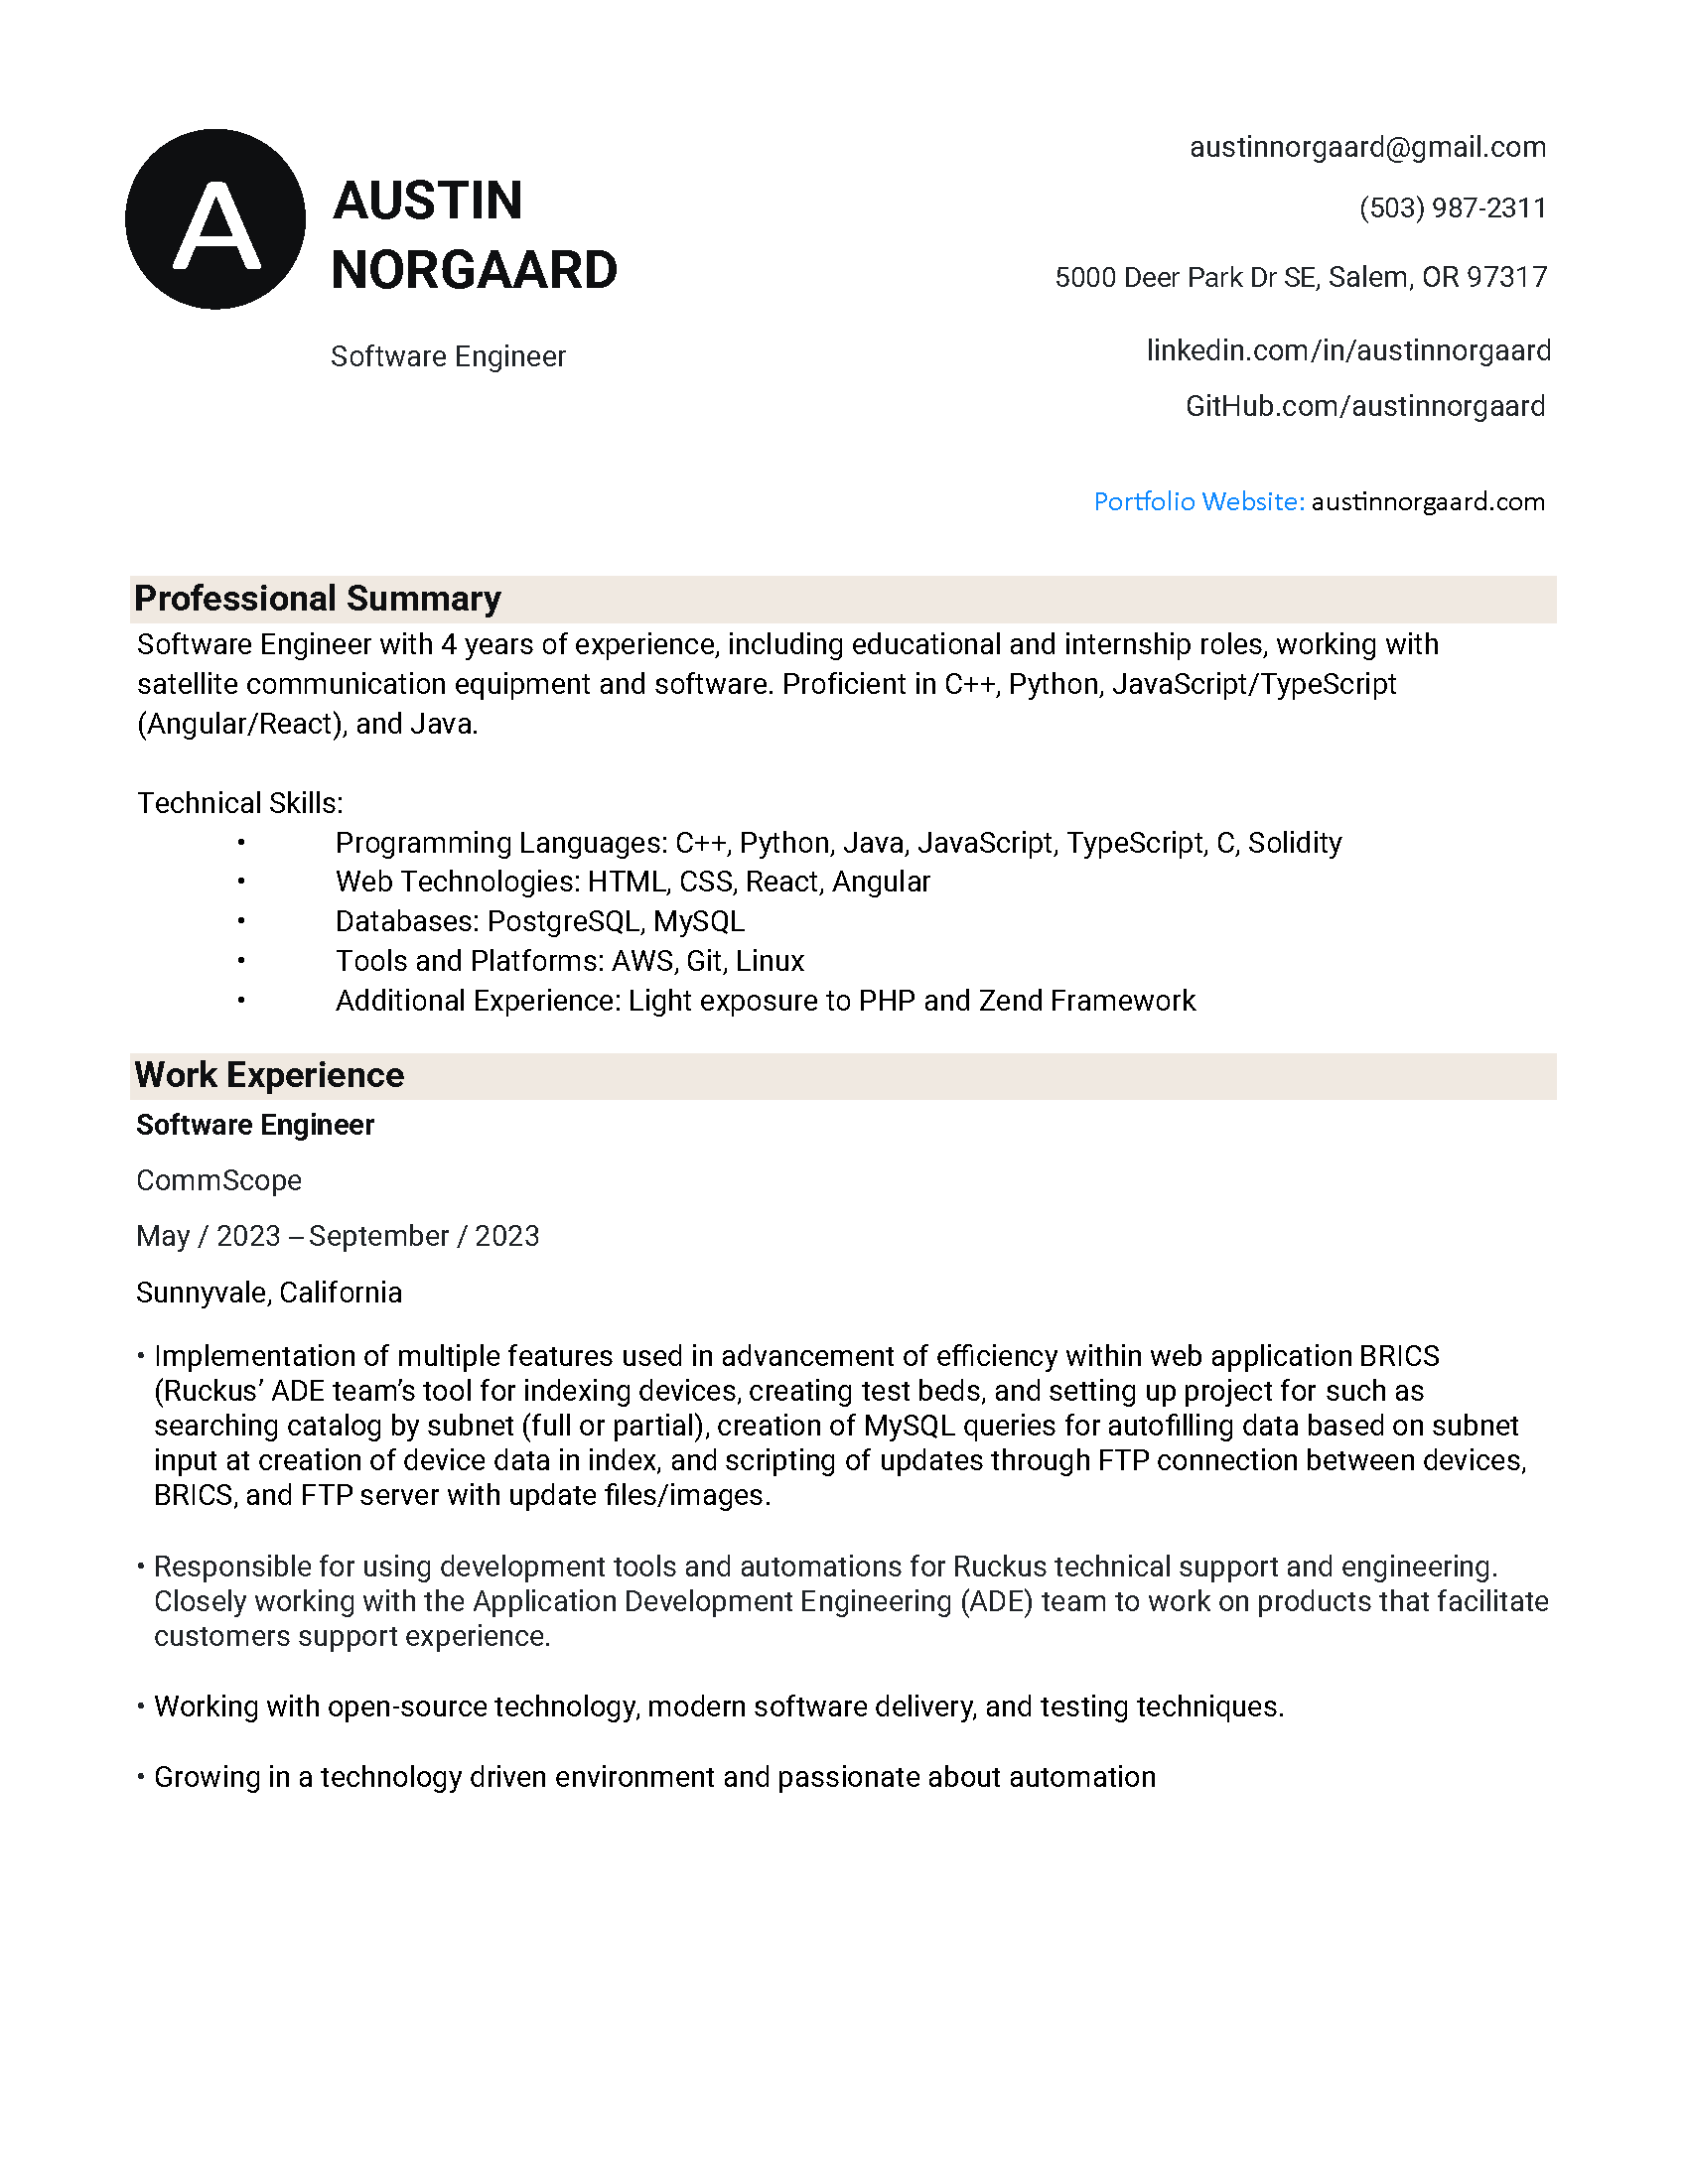 A
AUSTIN
NORGAARD
Software Engineer
austinnorgaard@gmail.com
(503) 987-2311
5000 Deer Park Dr SE, Salem, OR 97317
linkedin.com/in/austinnorgaard
GitHub.com/austinnorgaard
Portfolio Website: austinnorgaard.com
Professional Summary
Software Engineer with 4 years of experience, including educational and internship roles, working with
satellite communication equipment and software. Proficient in C++, Python, JavaScript/TypeScript
(Angular/React), and Java.
Technical Skills:
• Programming Languages: C++, Python, Java, JavaScript, TypeScript, C, Solidity
• Web Technologies: HTML, CSS, React, Angular
• Databases: PostgreSQL, MySQL
• Tools and Platforms: AWS, Git, Linux
• Additional Experience: Light exposure to PHP and Zend Framework
Work Experience
Software Engineer
CommScope
May / 2023 – September / 2023
Sunnyvale, California
• Implementation of multiple features used in advancement of efficiency within web application BRICS
(Ruckus’ ADE team’s tool for indexing devices, creating test beds, and setting up project for such as
searching catalog by subnet (full or partial), creation of MySQL queries for autofilling data based on subnet
input at creation of device data in index, and scripting of updates through FTP connection between devices,
BRICS, and FTP server with update files/images.
• Responsible for using development tools and automations for Ruckus technical support and engineering.
Closely working with the Application Development Engineering (ADE) team to work on products that facilitate
customers support experience.
• Working with open-source technology, modern software delivery, and testing techniques.
• Growing in a technology driven environment and passionate about automation